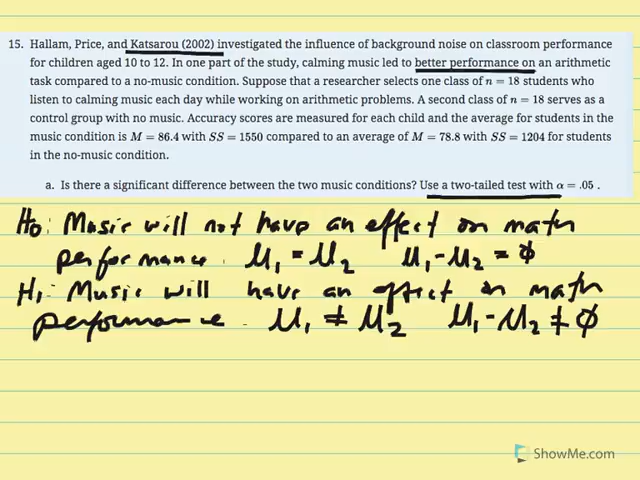 15. Hallam, Price, and Katsarou (2002) investigated the influence of background noise on classroom performance
for children aged 10 to 12. In one part of the study, calming music led to better performance on an arithmetic
task compared to a no-music condition. Suppose that a researcher selects one class of n = 18 students who
listen to calming music each day while working on arithmetic problems. A second class of n = 18 serves as a
control group with no music. Accuracy scores are measured for each child and the average for students in the
music condition is M = 86.4 with SS = 1550 compared to an average of M = 78.8 with SS = 1204 for students
in the no-music condition.
a. Is there a significant difference between the two music conditions? Use a two-tailed test with α = .05 .
H0: Music will not have an effect on math
performance. μ1 = μ2 μ1 - μ2 = 0
H1: Music will have an effect on math
performance. μ1 ≠ μ2 μ1 - μ2 ≠ 0
ShowMe.com